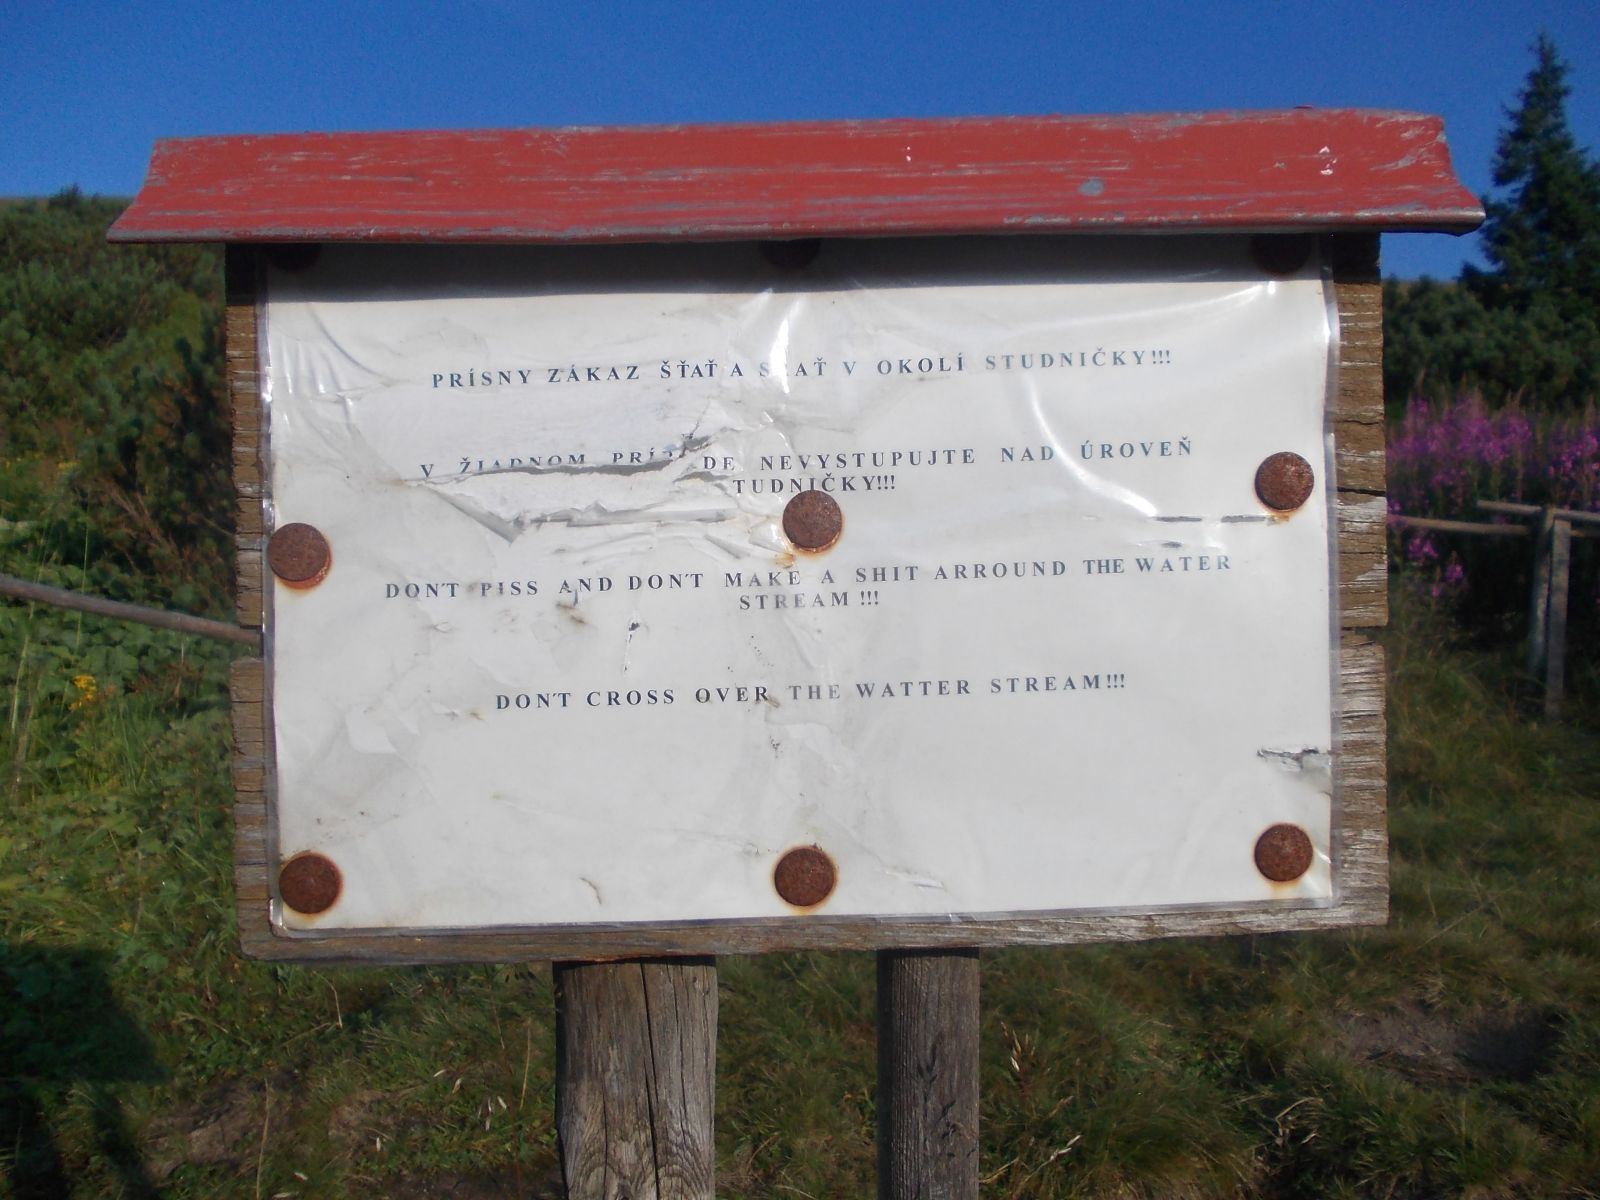 PRÍSNY ZÁKAZ ŠŤAŤ A V OKOLÍ STUDNIČKY!!!
V ŽIADNOM NEVYSTUPUJTE NAD ÚROVEŇ
TUDNIČKY!!!
DON'T PISS AND DON'T MAKE A SHIT ARROUND THE WATER
STREAM !!!
DON'T CROSS OVER THE WATTER STREAM!!!